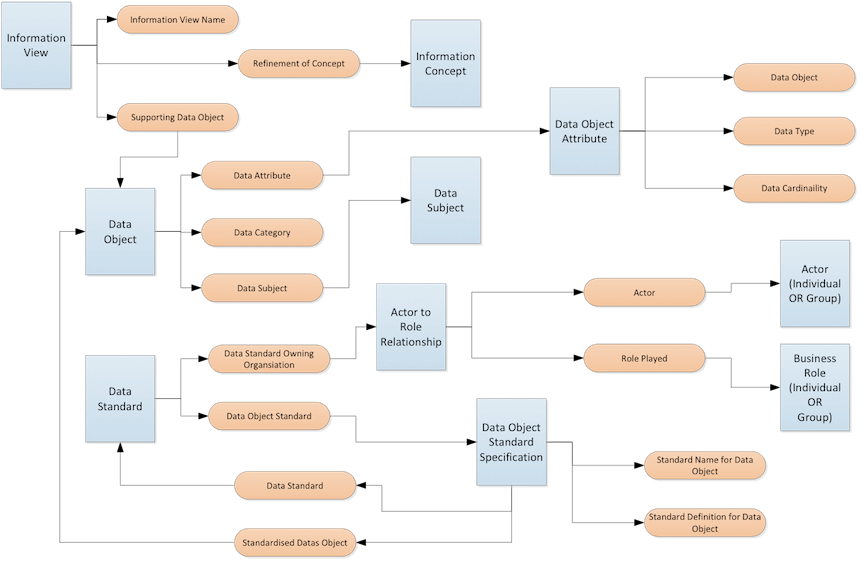 Information
View
Information View Name
Refinement of Concept
Information
Concept
Supporting Data Object
Data Object
Attribute
Data Object
Data Type
Data Cardinaility
Data
Object
Data Attribute
Data Category
Data Subject
Data
Subject
Actor to
Role
Relationship
Actor
Actor
(Individual
OR Group)
Role Played
Business
Role
(Individual
OR
Group)
Data
Standard
Data Standard Owning
Organsiation
Data Object Standard
Data Object
Standard
Specification
Standard Name for Data
Object
Standard Definition for Data
Object
Data Standard
Standardised Datas Object